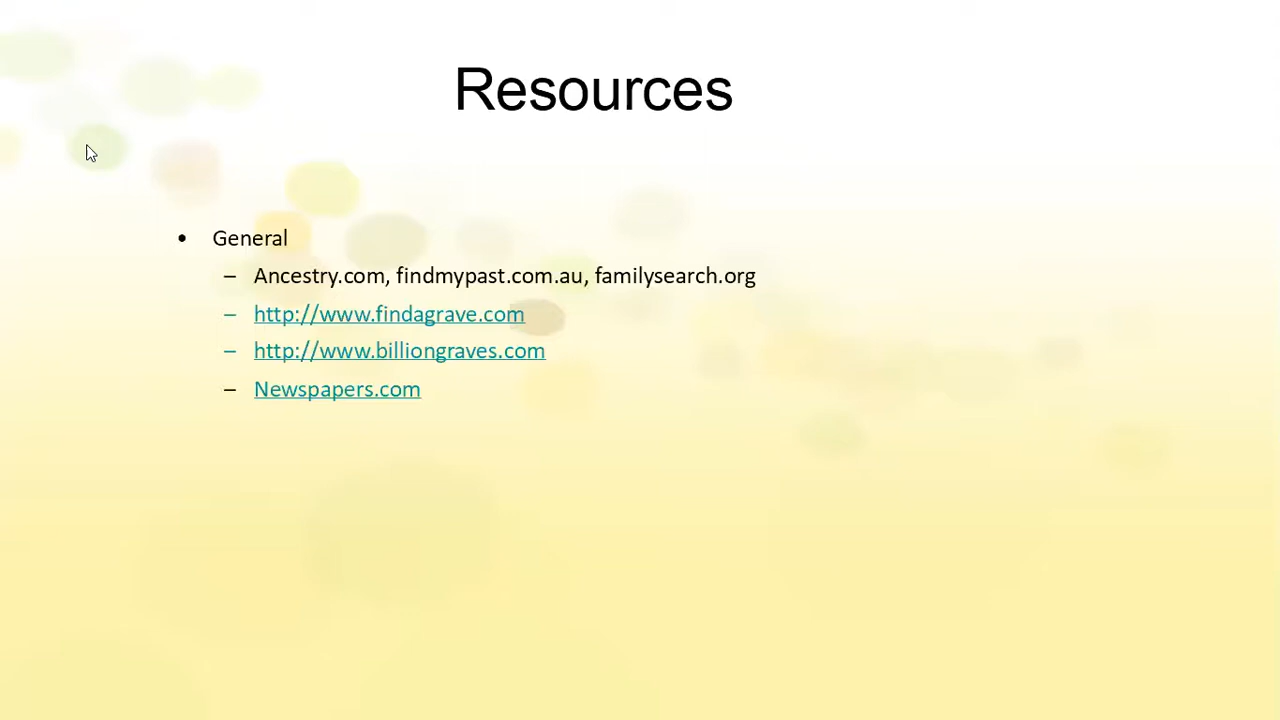 Resources
• General
– Ancestry.com, findmypast.com.au, familysearch.org
– http://www.findagrave.com
– http://www.billiongraves.com
– Newspapers.com